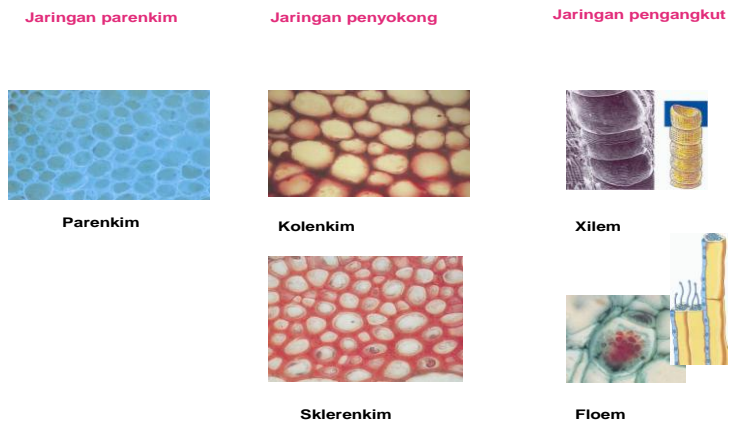 Jaringan parenkim
Jaringan penyokong
Jaringan pengangkut
Parenkim
Kolenkim
Xilem
Sklerenkim
Floem